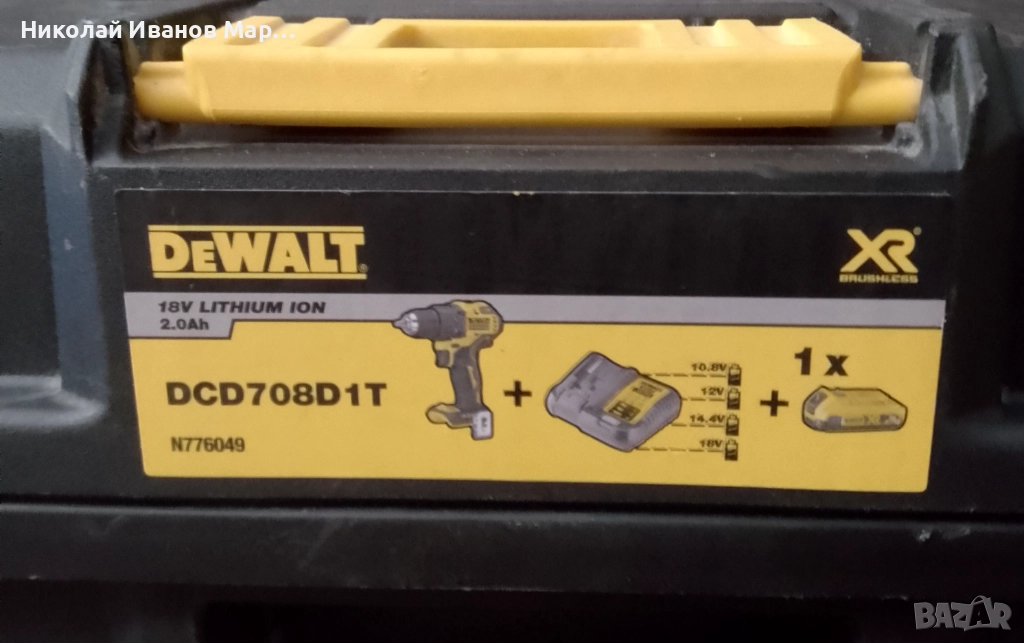 Николай Иванов Мар...
DEWALT®
XR®
BRUSHLESS
18V LITHIUM ION
2.0Ah
DCD708D1T
N776049
+
10.8V
12V
14.4V
18V
+
1 x
BAZAR